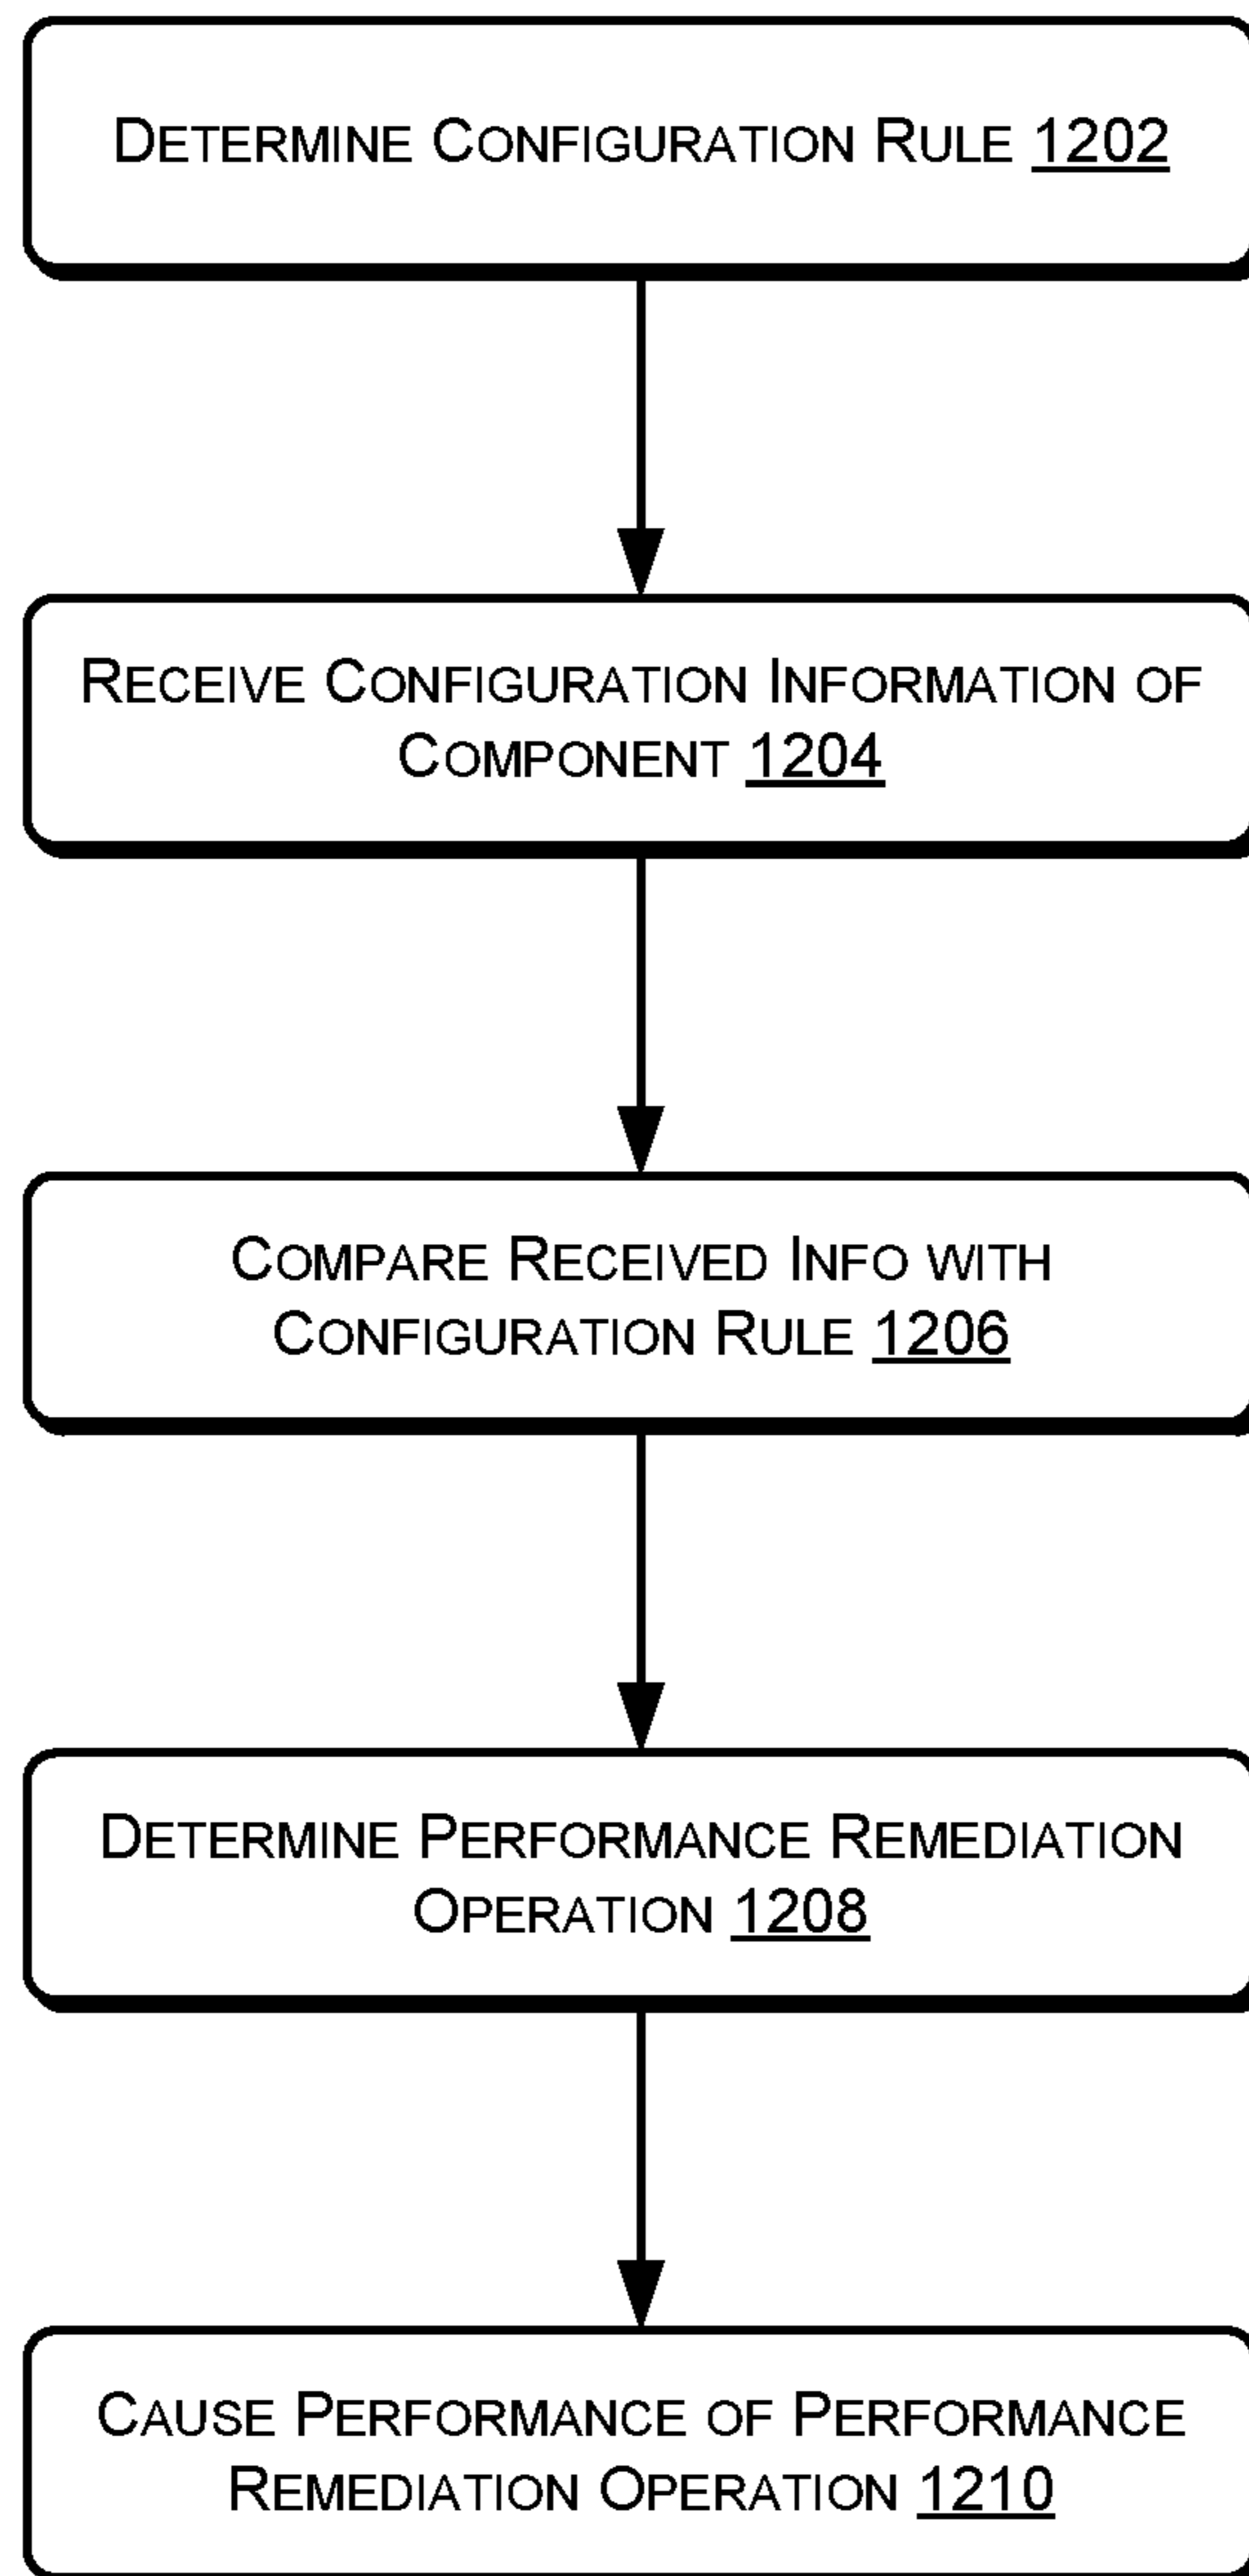 DETERMINE CONFIGURATION RULE 1202
RECEIVE CONFIGURATION INFORMATION OF
COMPONENT 1204
COMPARE RECEIVED INFO WITH
CONFIGURATION RULE 1206
DETERMINE PERFORMANCE REMEDIATION
OPERATION 1208
CAUSE PERFORMANCE OF PERFORMANCE
REMEDIATION OPERATION 1210